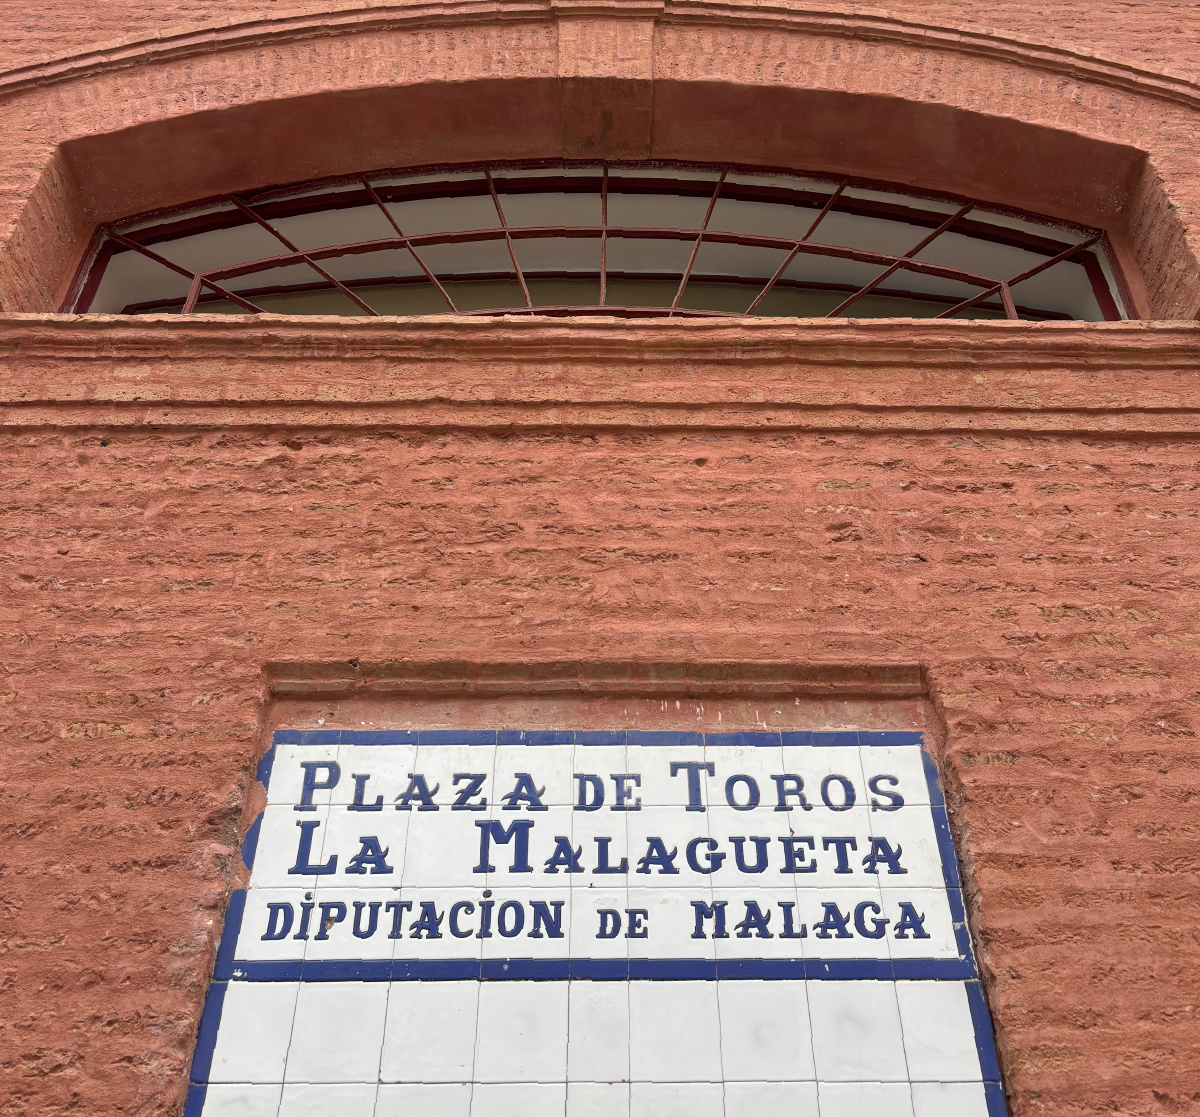 PLAZA DE TOROS
LA MALAGUETA
DIPUTACION DE MALAGA